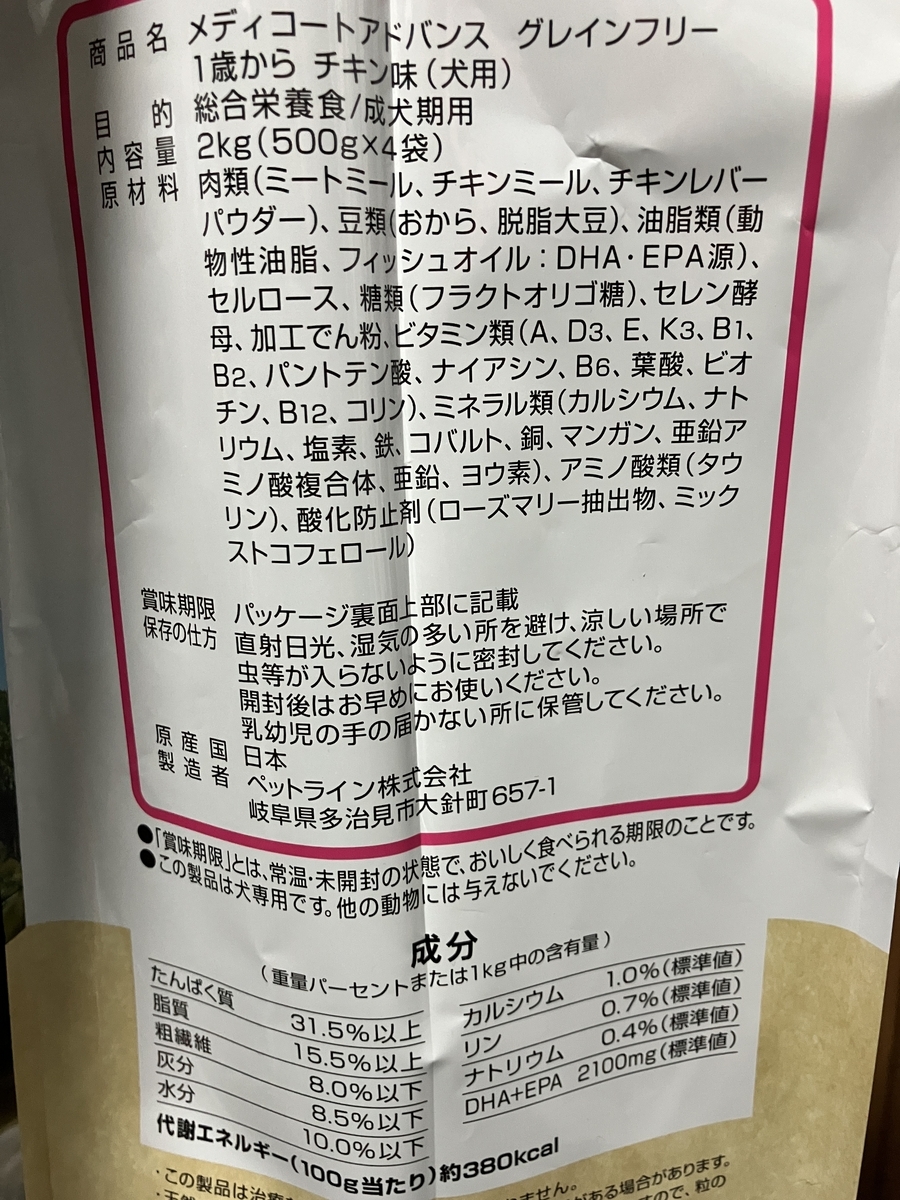 商品名 メディコートアドバンス グレインフリー
1歳から チキン味(犬用)
目的 総合栄養食/成犬期用
内容量 2kg(500g×4袋)
原材料 肉類(ミートミール、チキンミール、チキンレバー
パウダー)、豆類(おから、脱脂大豆)、油脂類(動
物性油脂、フィッシュオイル:DHA・EPA源)、
セルロース、糖類(フラクトオリゴ糖)、セレン酵
母、加工でん粉、ビタミン類(A、D3、E、K3、B1、
B2、パントテン酸、ナイアシン、B6、葉酸、ビオ
チン、B12、コリン)、ミネラル類(カルシウム、ナト
リウム、塩素、鉄、コバルト、銅、マンガン、亜鉛ア
ミノ酸複合体、亜鉛、ヨウ素)、アミノ酸類(タウ
リン)、酸化防止剤(ローズマリー抽出物、ミック
ストコフェロール)
賞味期限 パッケージ裏面上部に記載
保存の仕方 直射日光、湿気の多い所を避け、涼しい場所で
虫等が入らないように密封してください。
開封後はお早めにお使いください。
乳幼児の手の届かない所に保管してください。
原産国 日本
製造者 ペットライン株式会社
岐阜県多治見市大針町657-1
●「賞味期限」とは、常温・未開封の状態で、おいしく食べられる期限のことです。
●この製品は犬専用です。他の動物には与えないでください。
成分
(重量パーセントまたは1kg中の含有量)
たんぱく質 31.5%以上
脂質 15.5%以上
粗繊維 8.0%以下
灰分 8.5%以下
水分 10.0%以下
カルシウム 1.0%(標準値)
リン 0.7%(標準値)
ナトリウム 0.4%(標準値)
DHA+EPA 2100mg(標準値)
代謝エネルギー(100g当たり)約380kcal
・この製品は治療
ません。
がある場合があります。
ので、粒の